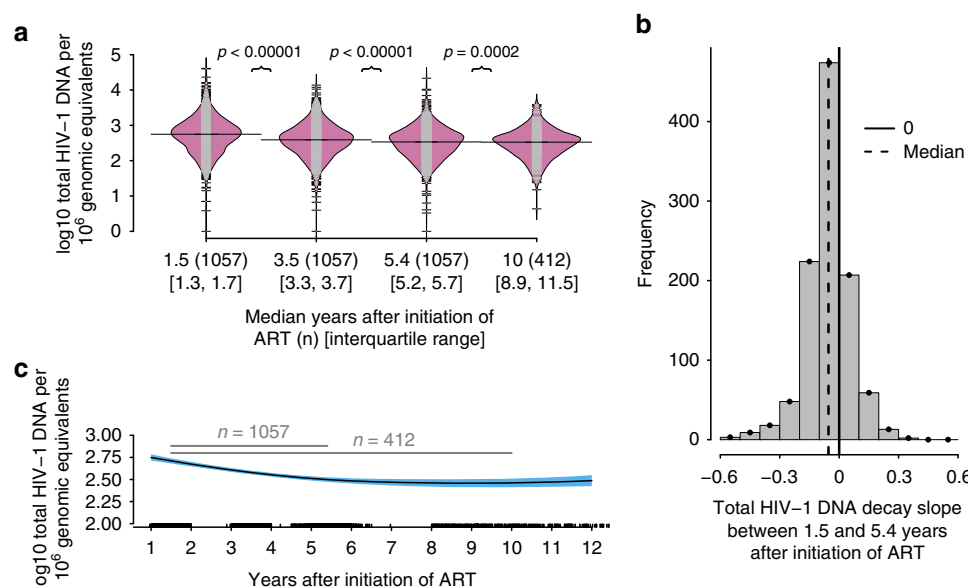 a
p < 0.00001
p < 0.00001
p = 0.0002
log10 total HIV−1 DNA per
10⁶ genomic equivalents
5
4
3
2
1
0
1.5 (1057)
[1.3, 1.7]
3.5 (1057)
[3.3, 3.7]
5.4 (1057)
[5.2, 5.7]
10 (412)
[8.9, 11.5]
Median years after initiation of
ART (n) [interquartile range]
b
0
Median
Frequency
400
300
200
100
0
−0.6 −0.3 0 0.3 0.6
Total HIV−1 DNA decay slope
between 1.5 and 5.4 years
after initiation of ART
c
og10 total HIV−1 DNA per
10⁶ genomic equivalents
n = 1057
n = 412
3.00
2.75
2.50
2.25
2.00
1 2 3 4 5 6 7 8 9 10 11 12
Years after initiation of ART